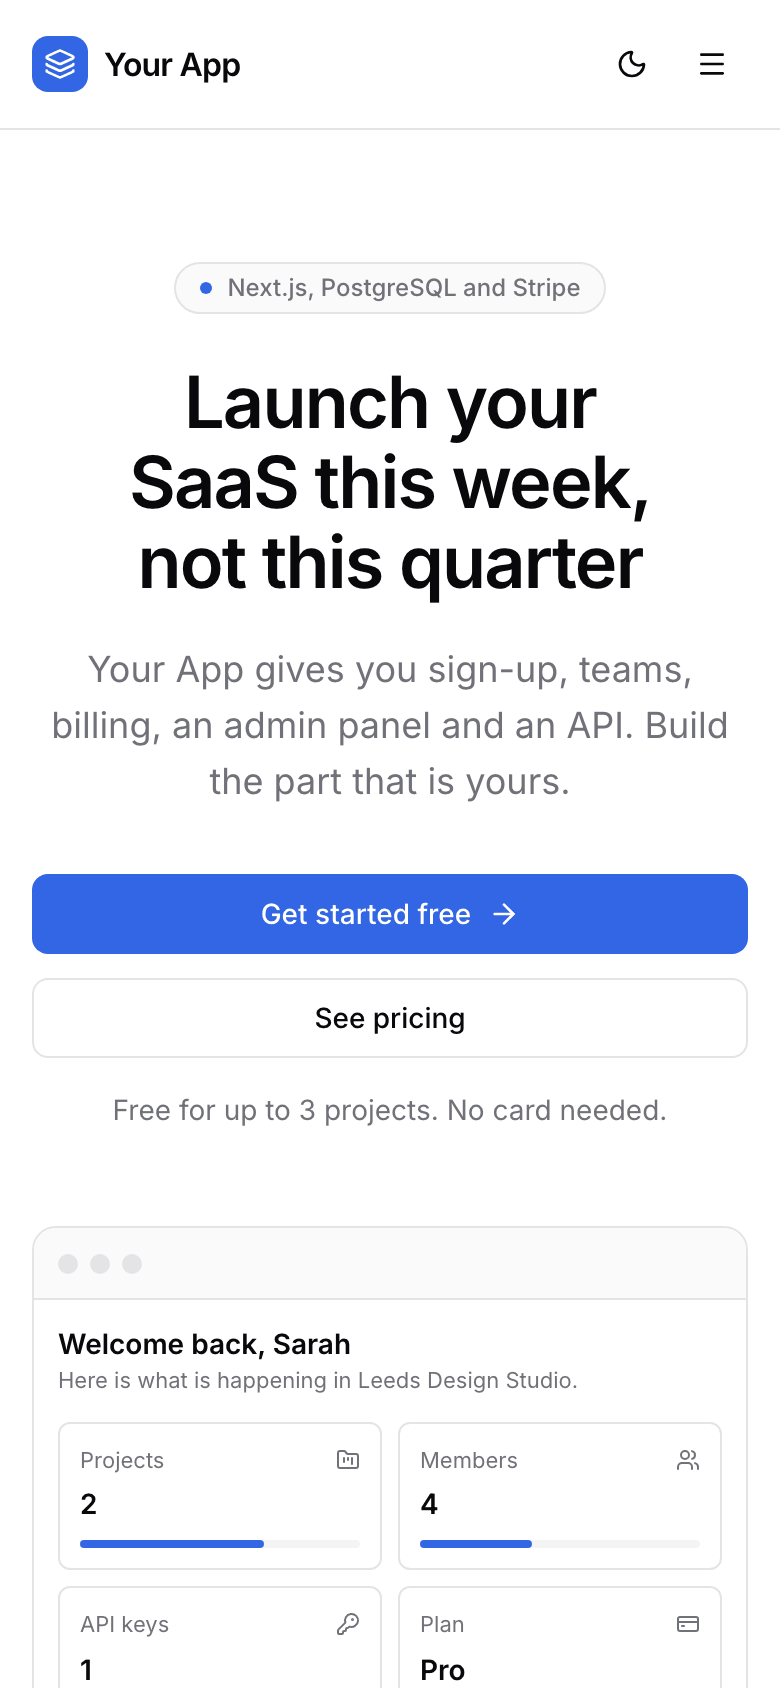 Your App
Next.js, PostgreSQL and Stripe
Launch your
SaaS this week,
not this quarter
Your App gives you sign-up, teams,
billing, an admin panel and an API. Build
the part that is yours.
Get started free
See pricing
Free for up to 3 projects. No card needed.
Welcome back, Sarah
Here is what is happening in Leeds Design Studio.
Projects
2
Members
4
API keys
1
Plan
Pro